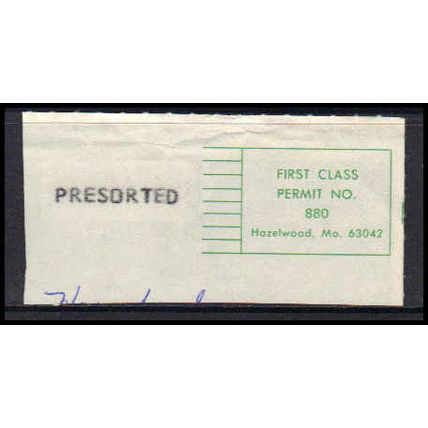 PRESORTED
FIRST CLASS
PERMIT NO.
880
Hazelwood, Mo. 63042